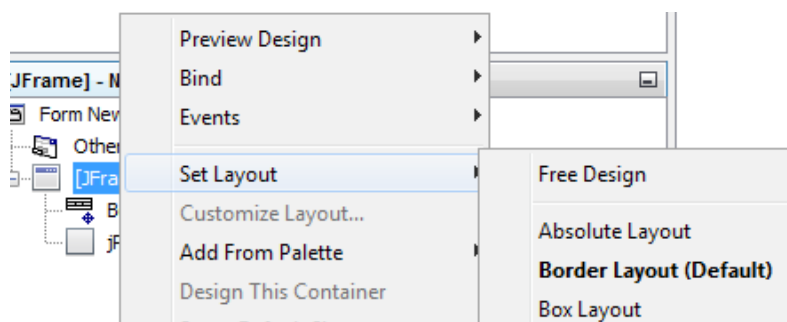 Preview Design
[JFrame] - N
Bind
Form New
Events
Other
Set Layout
Free Design
[JFra
Customize Layout...
B
Absolute Layout
jF
Add From Palette
Border Layout (Default)
Design This Container
Box Layout